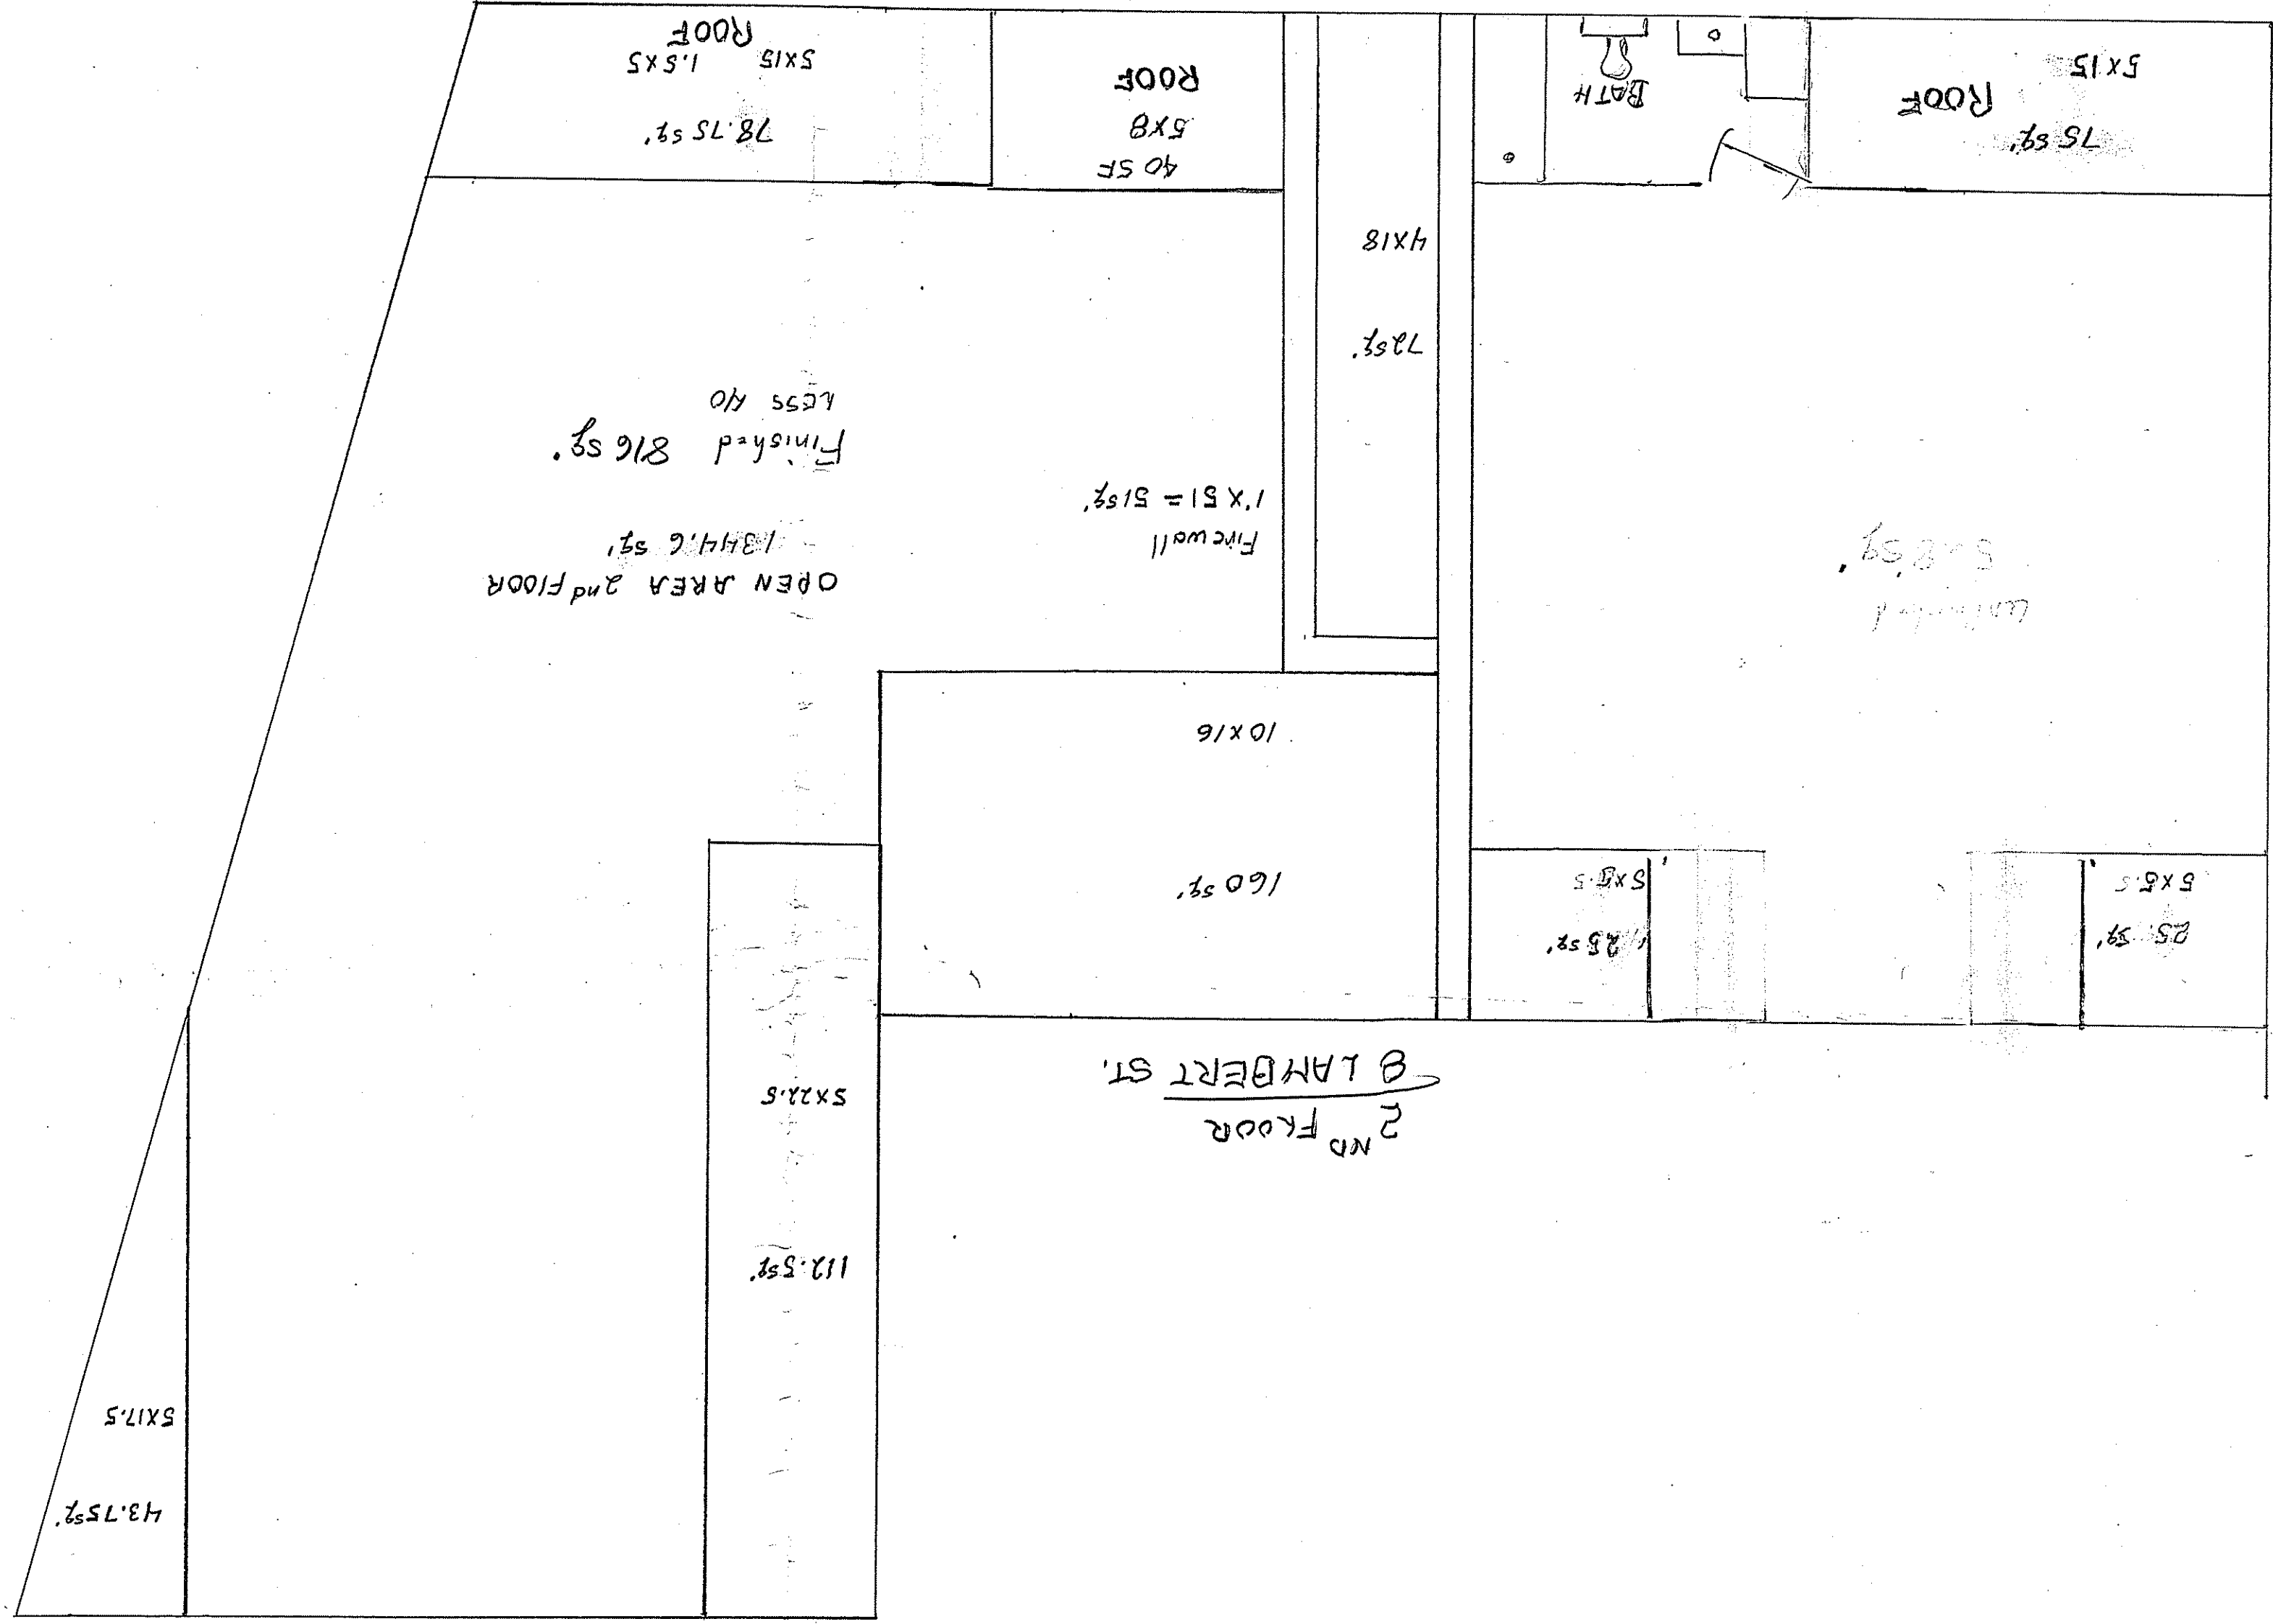 43.75 sq'
5X17.5
112.5 sq'
5X22.5
2ND FLOOR
8 LAMBERT ST.
25 sq'
5x5.5
25 sq'
5x5.5
160 sq'
10X16
OPEN AREA 2nd FLOOR
1344.6 sq'
Finished 816 sq'
LESS 40
Firewall
1'X 51 = 51 sq'
72 sq'
4X18
75 sq'
ROOF
5x15
BATH
40 SF
5X8
ROOF
78.75 sq'
5X15 1.5X5
ROOF